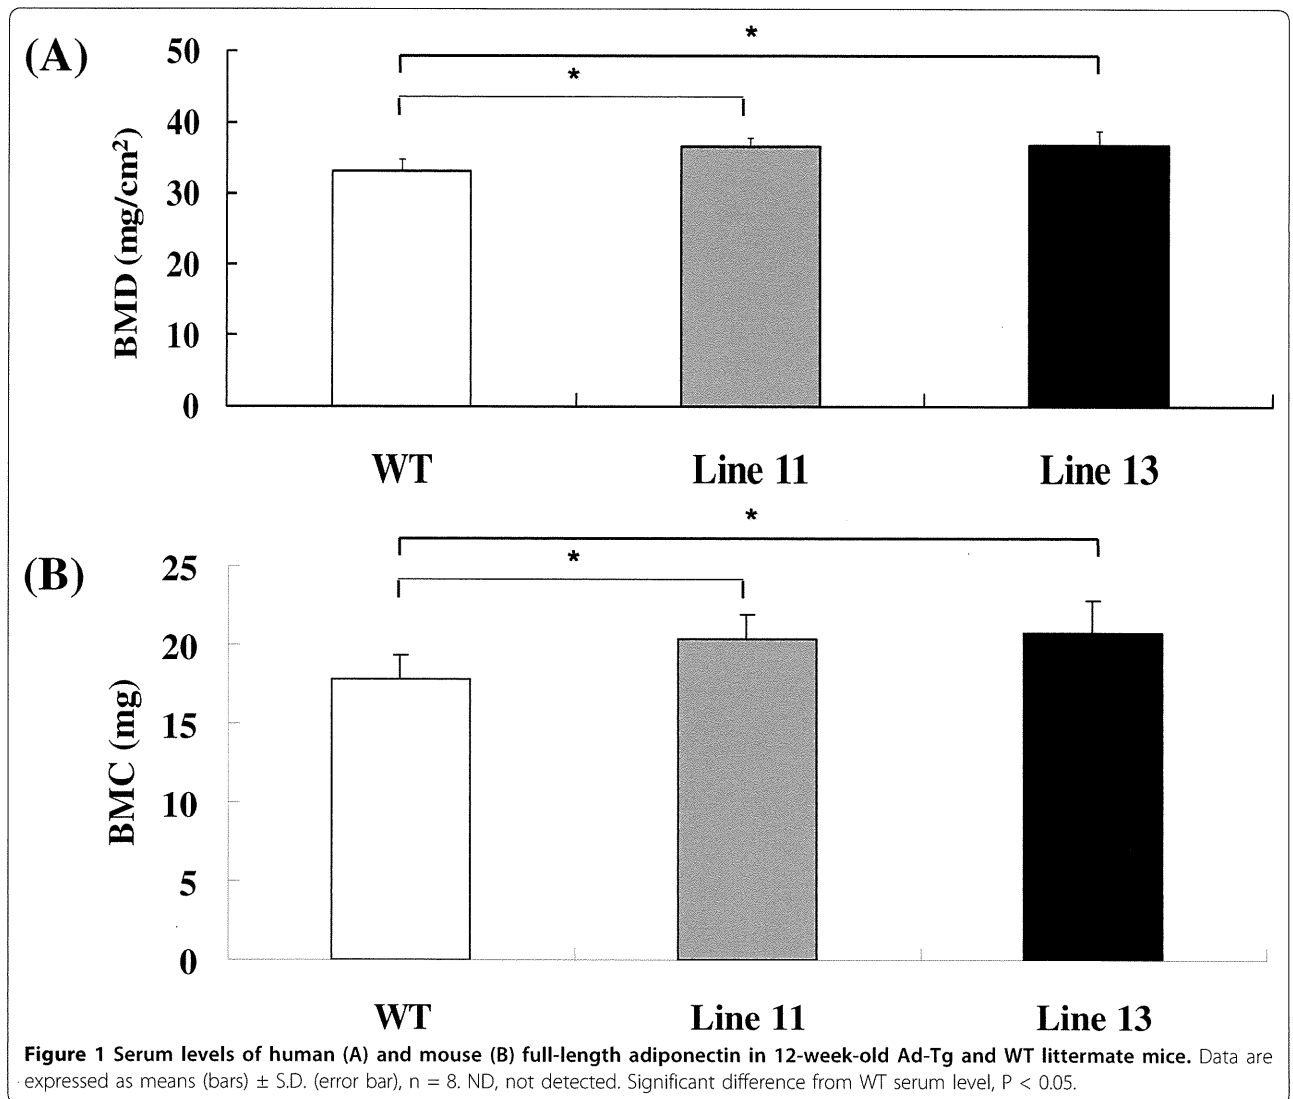 (A)
50
40
30
20
10
0
BMD (mg/cm²)
*
*
WT Line 11 Line 13
(B)
25
20
15
10
5
0
BMC (mg)
*
*
WT Line 11 Line 13
Figure 1 Serum levels of human (A) and mouse (B) full-length adiponectin in 12-week-old Ad-Tg and WT littermate mice. Data are
expressed as means (bars) ± S.D. (error bar), n = 8. ND, not detected. Significant difference from WT serum level, P < 0.05.